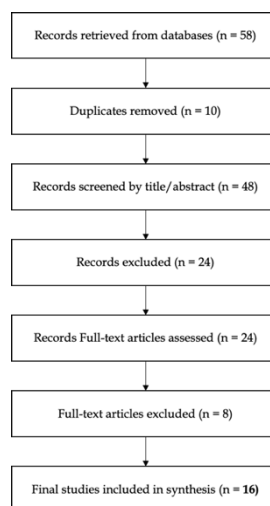 Records retrieved from databases (n = 58)
Duplicates removed (n = 10)
Records screened by title/abstract (n = 48)
Records excluded (n = 24)
Records Full-text articles assessed (n = 24)
Full-text articles excluded (n = 8)
Final studies included in synthesis (n = 16)